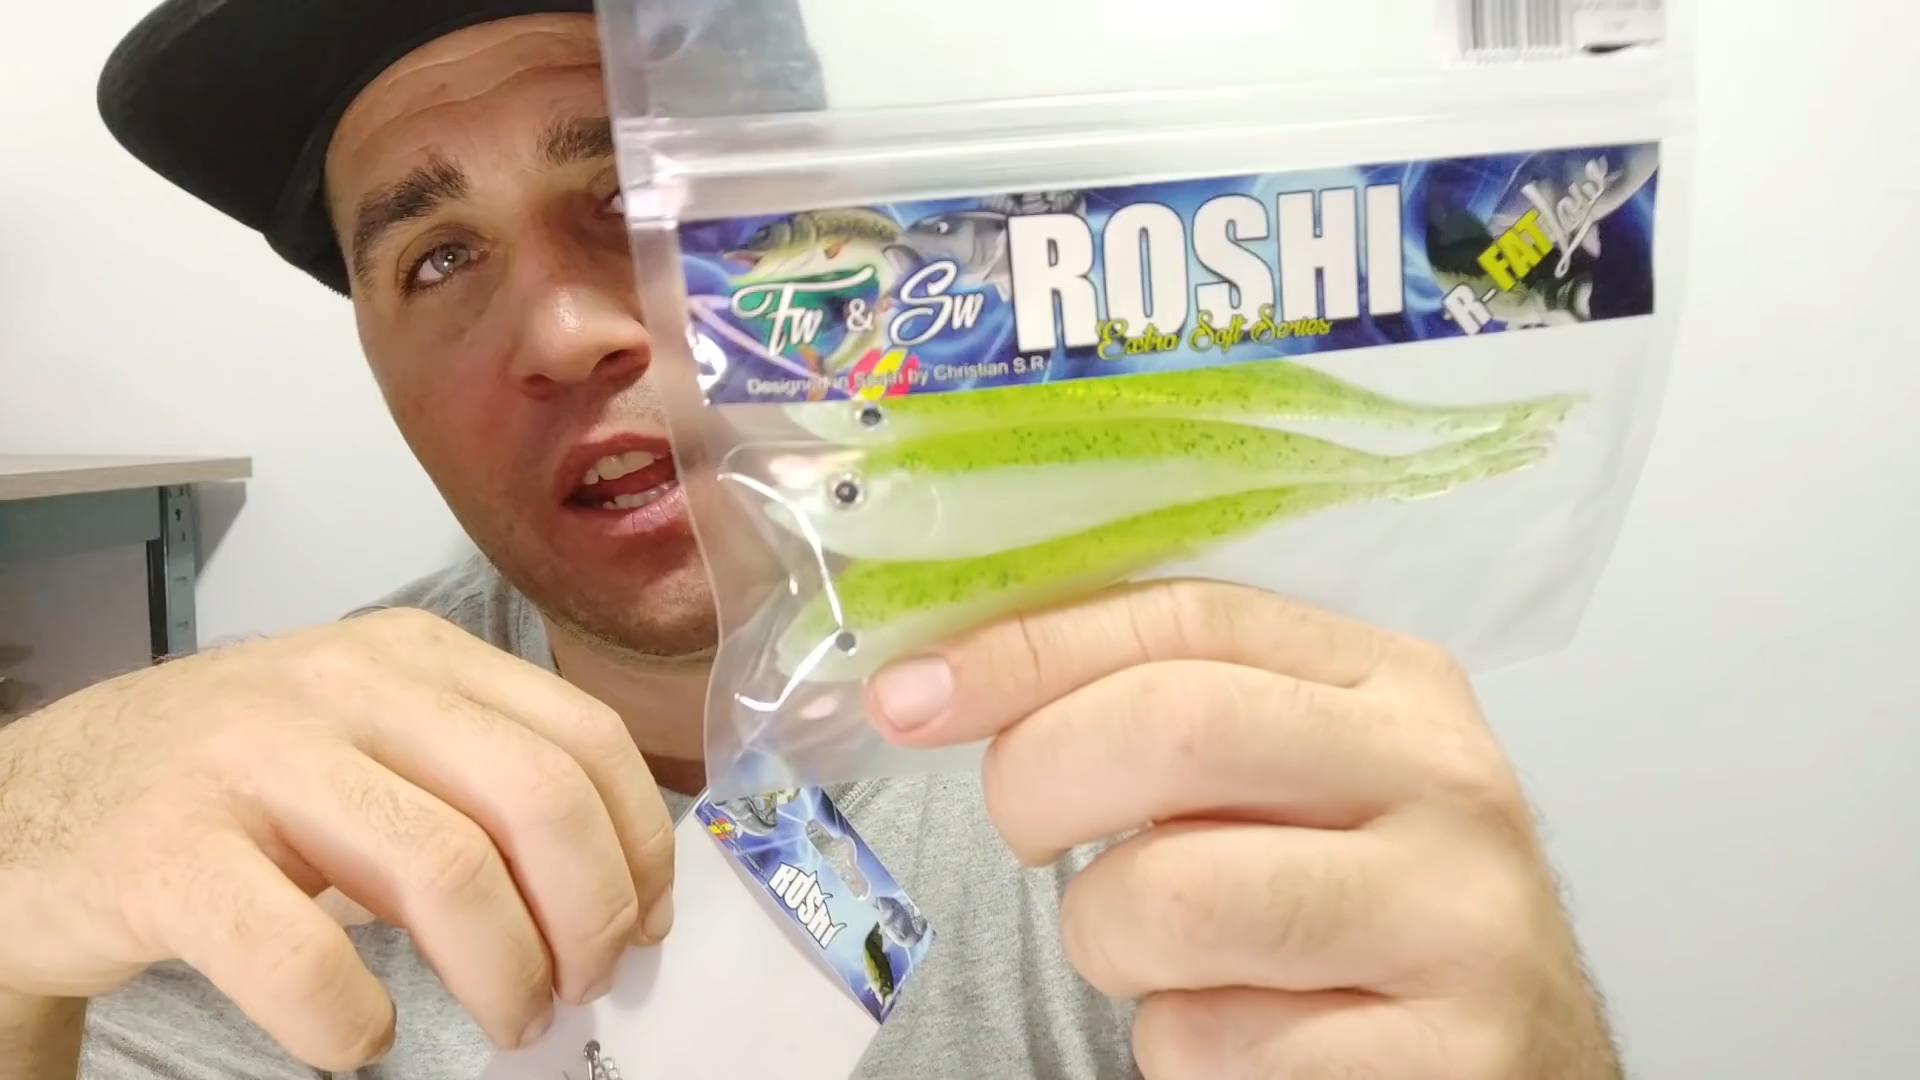 Fw & Sw
ROSHI
Extra Soft Series
R-FAT
Designed in Spain by Christian S.R
ROSHI